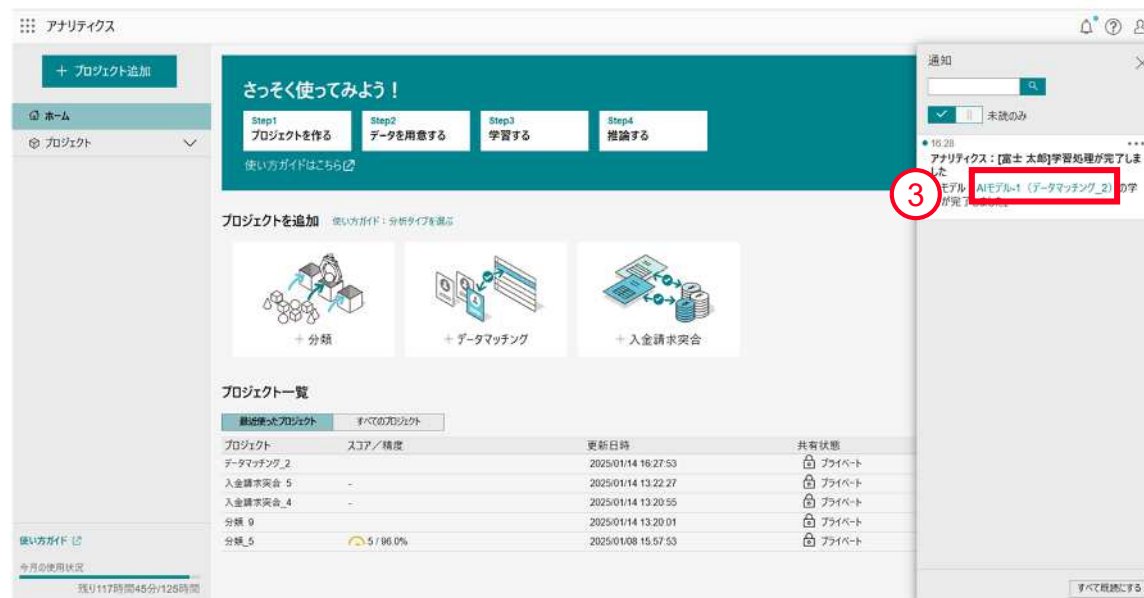 アナリティクス
＋ プロジェクト追加
ホーム
プロジェクト
さっそく使ってみよう！
Step1
プロジェクトを作る
Step2
データを用意する
Step3
学習する
Step4
推論する
使い方ガイドはこちら
プロジェクトを追加 使い方ガイド：分析タイプを選ぶ
＋分類
＋データマッチング
＋入金請求突合
プロジェクト一覧
最近使ったプロジェクト すべてのプロジェクト
プロジェクト スコア／精度 更新日時 共有状態
データマッチング_2 2025/01/14 16:27:53 プライベート
入金請求突合_5 - 2025/01/14 13:22:27 プライベート
入金請求突合_4 - 2025/01/14 13:20:55 プライベート
分類_9 2025/01/14 13:20:01 プライベート
分類_5 5 / 96.0% 2025/01/08 15:57:53 プライベート
使い方ガイド
今月の使用状況
残り117時間45分/125時間
通知
未読のみ
16:28
アナリティクス：[富士 太郎]学習処理が完了しま
した
③
モデル「AIモデル-1（データマッチング_2）の学
が完了しました。
すべて既読にする